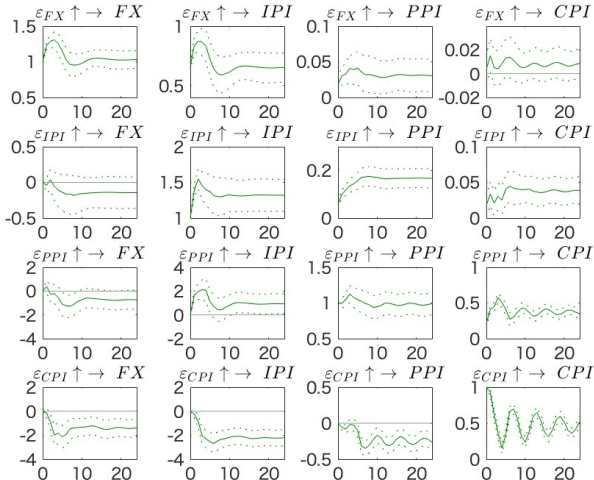 ε_FX ↑→ FX ε_FX ↑→ IPI ε_FX ↑→ PPI ε_FX ↑→ CPI
1.5 1 0.5 0 10 20
1 0.5 0 10 20
0.1 0.05 0 0 10 20
0.02 0 -0.02 0 10 20
ε_IPI ↑→ FX ε_IPI ↑→ IPI ε_IPI ↑→ PPI ε_IPI ↑→ CPI
0.5 0 -0.5 0 10 20
2 1.5 1 0 10 20
0.2 0 0 10 20
0.1 0.05 0 0 10 20
ε_PPI ↑→ FX ε_PPI ↑→ IPI ε_PPI ↑→ PPI ε_PPI ↑→ CPI
2 0 -2 -4 0 10 20
4 2 0 -2 0 10 20
1.5 1 0.5 0 10 20
1 0.5 0 0 10 20
ε_CPI ↑→ FX ε_CPI ↑→ IPI ε_CPI ↑→ PPI ε_CPI ↑→ CPI
2 0 -2 -4 0 10 20
2 0 -2 -4 0 10 20
0 -0.5 0 10 20
1 0.5 0 0 10 20